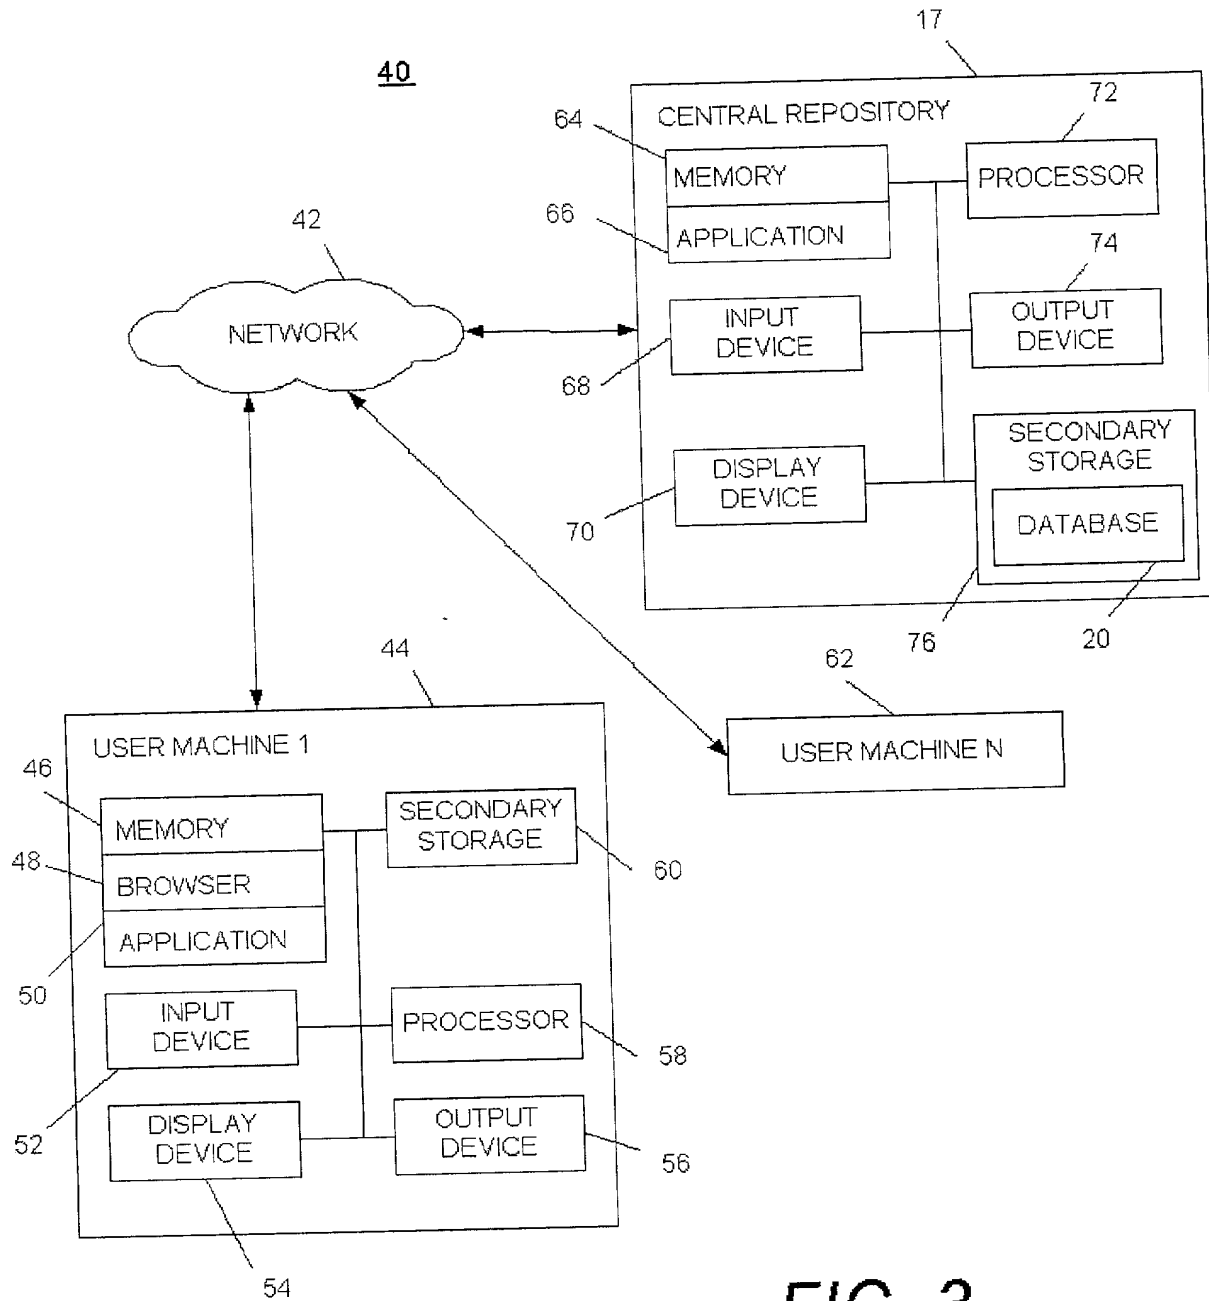 17
40
CENTRAL REPOSITORY
64
72
MEMORY
PROCESSOR
66
APPLICATION
42
74
NETWORK
INPUT
DEVICE
OUTPUT
DEVICE
68
SECONDARY
STORAGE
DISPLAY
DEVICE
70
DATABASE
76
20
44
62
USER MACHINE 1
USER MACHINE N
46
MEMORY
SECONDARY
STORAGE
48
BROWSER
60
50
APPLICATION
INPUT
DEVICE
PROCESSOR
58
52
DISPLAY
DEVICE
OUTPUT
DEVICE
56
54
FIG. 3